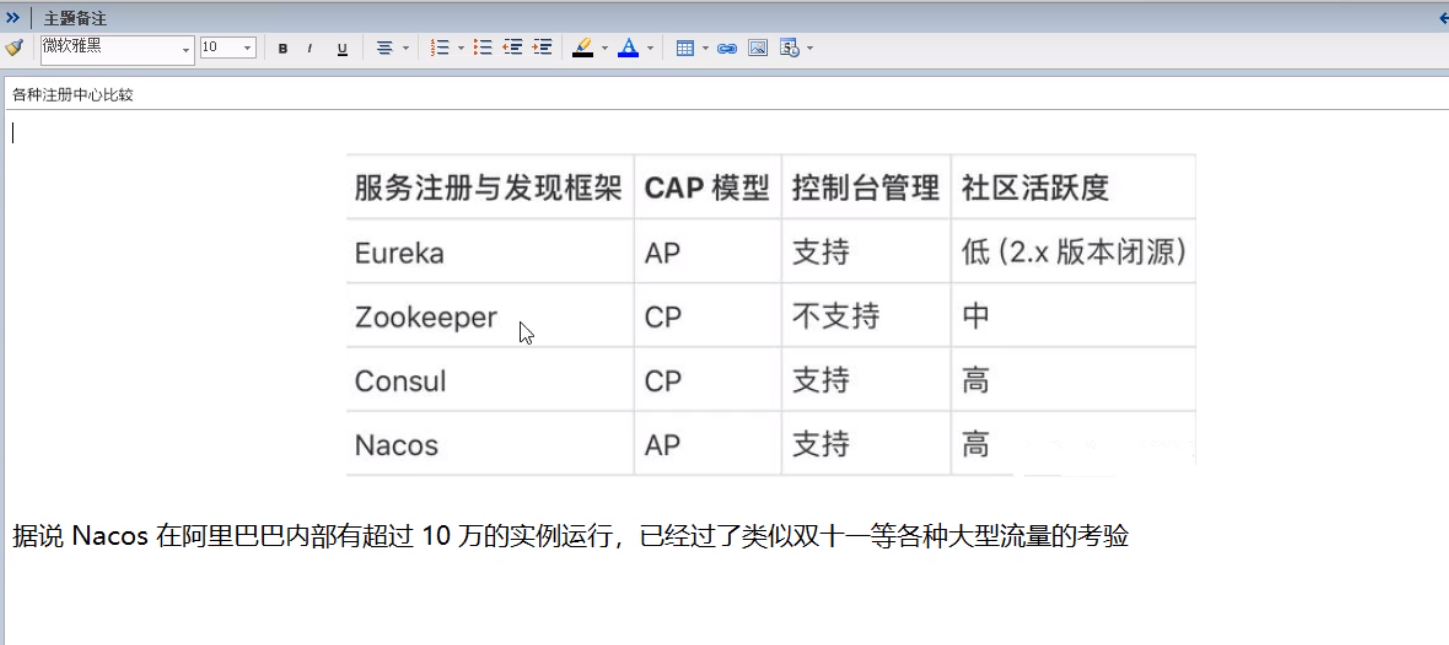 主题备注
微软雅黑 10 B I U A
各种注册中心比较
服务注册与发现框架 CAP 模型 控制台管理 社区活跃度
Eureka AP 支持 低 (2.x 版本闭源)
Zookeeper CP 不支持 中
Consul CP 支持 高
Nacos AP 支持 高
据说 Nacos 在阿里巴巴内部有超过 10 万的实例运行，已经过了类似双十一等各种大型流量的考验